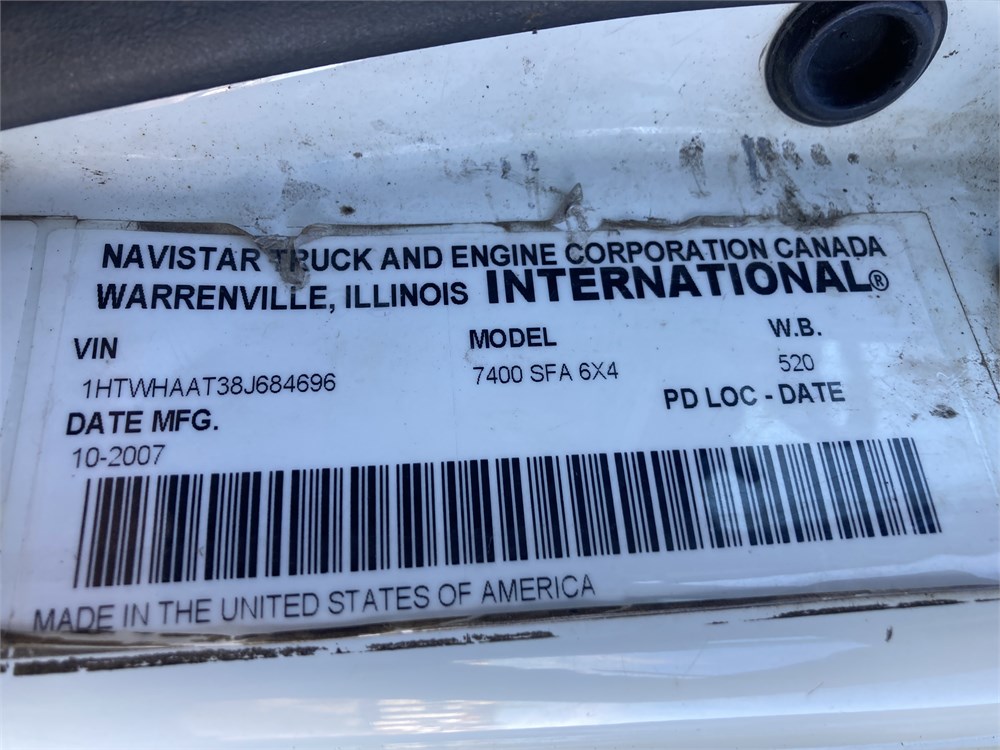 NAVISTAR TRUCK AND ENGINE CORPORATION CANADA
WARRENVILLE, ILLINOIS INTERNATIONAL®
VIN MODEL W.B.
1HTWHAAT38J684696 7400 SFA 6X4 520
DATE MFG. PD LOC - DATE
10-2007
MADE IN THE UNITED STATES OF AMERICA